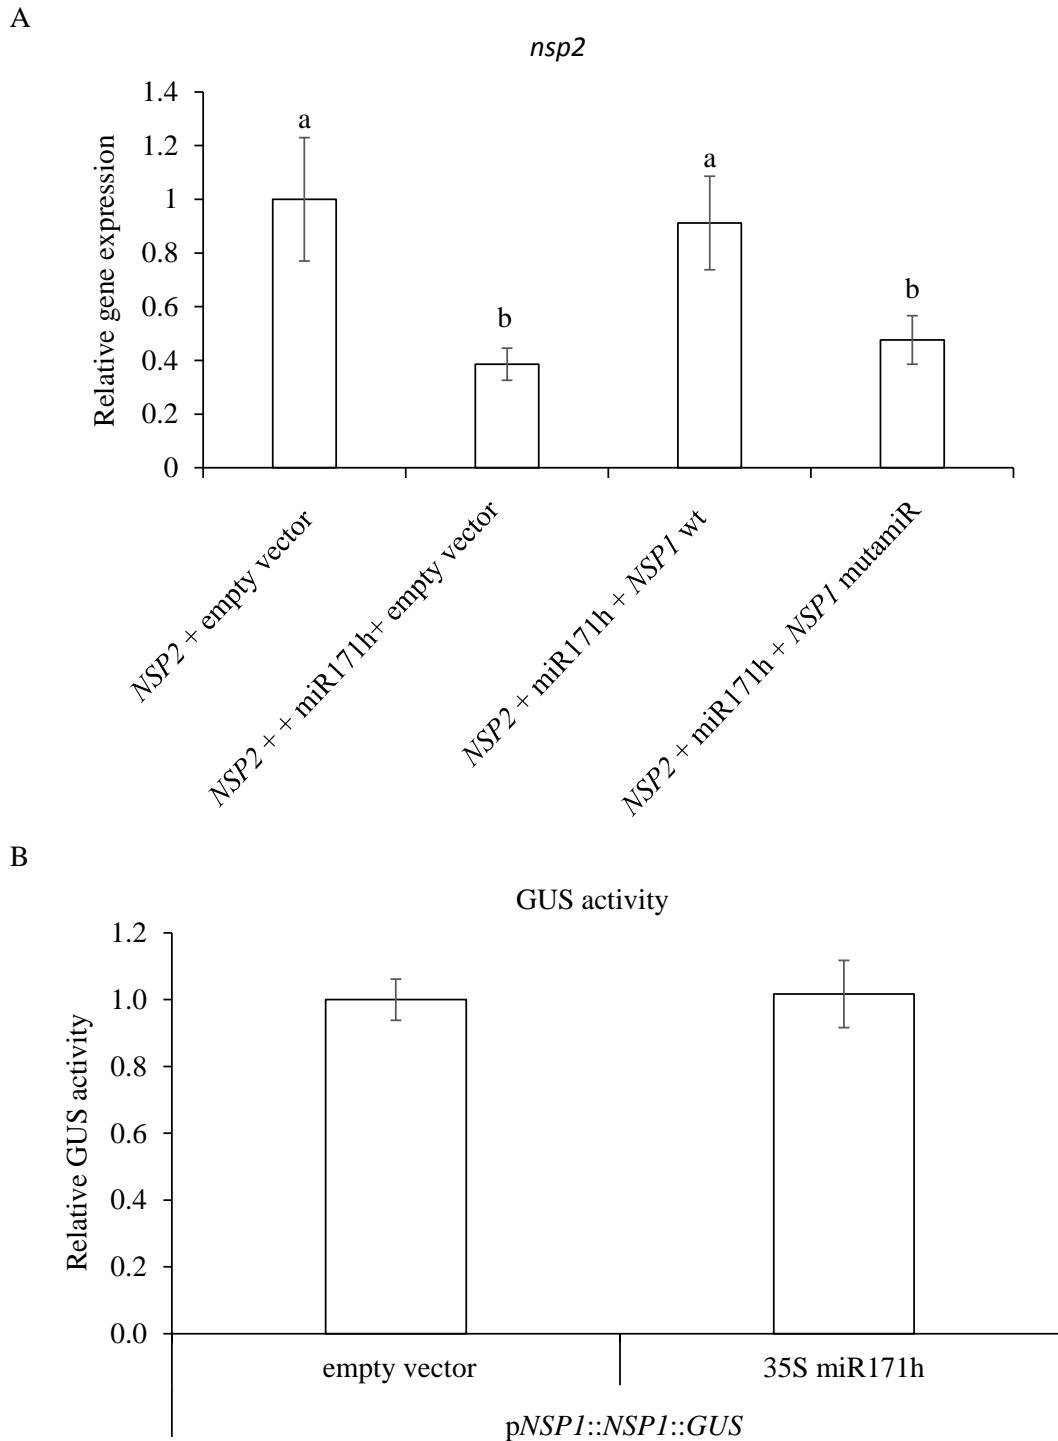 A
nsp2
Relative gene expression
1.4
1.2
1
0.8
0.6
0.4
0.2
0
a
b
a
b
NSP2 + empty vector
NSP2 + + miR171h+ empty vector
NSP2 + miR171h + NSP1 wt
NSP2 + miR171h + NSP1 mutamiR
B
GUS activity
Relative GUS activity
1.2
1.0
0.8
0.6
0.4
0.2
0.0
empty vector
35S miR171h
pNSP1::NSP1::GUS